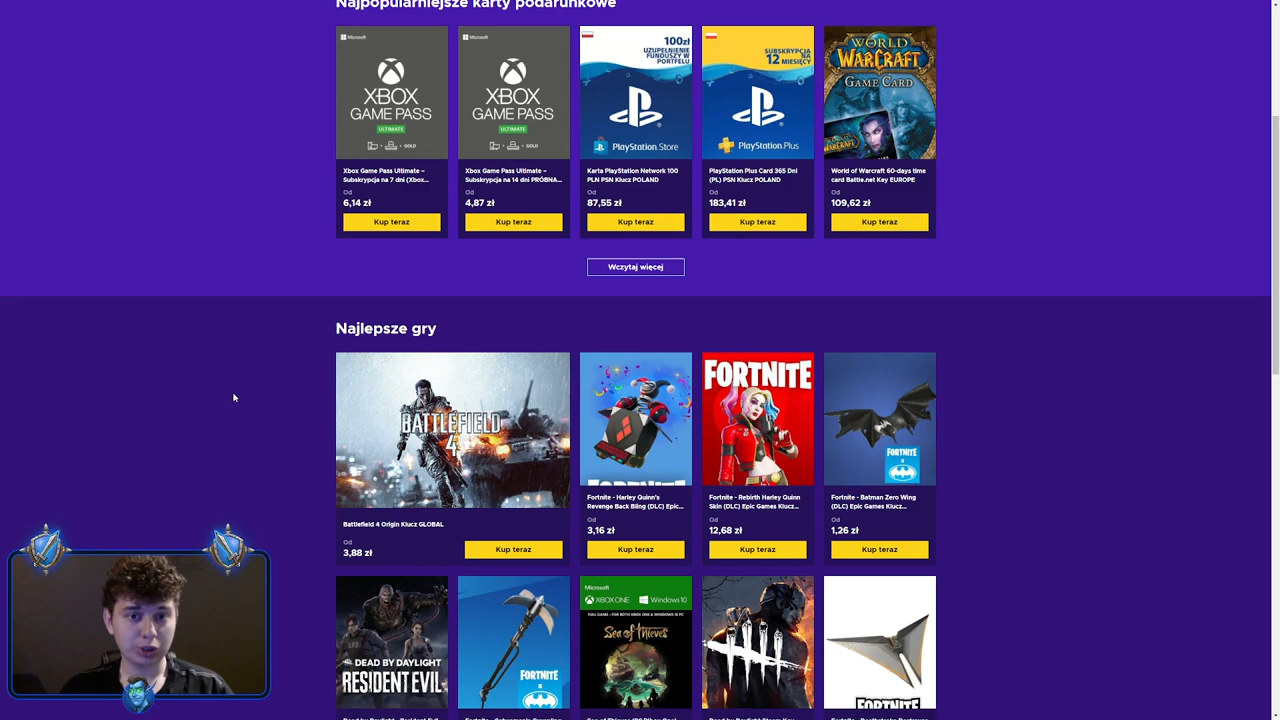 Najpopularniejsze karty podarunkowe
Microsoft
XBOX
GAME PASS
ULTIMATE
+ GOLD
Xbox Game Pass Ultimate –
Subskrypcja na 7 dni (Xbox...
Od
6,14 zł
Kup teraz
Microsoft
XBOX
GAME PASS
ULTIMATE
+ GOLD
Xbox Game Pass Ultimate –
Subskrypcja na 14 dni PRÓBNA...
Od
4,87 zł
Kup teraz
100zł
UZUPEŁNIENIE
FUNDUSZY W
PORTFELU
PlayStation Store
Karta PlayStation Network 100
PLN PSN Klucz POLAND
Od
87,55 zł
Kup teraz
SUBSKRYPCJA
NA
12 MIESIĘCY
PlayStation Plus
PlayStation Plus Card 365 Dni
(PL) PSN Klucz POLAND
Od
183,41 zł
Kup teraz
WORLD
OF
WARCRAFT
GAME CARD
WARCRAFT
World of Warcraft 60-days time
card Battle.net Key EUROPE
Od
109,62 zł
Kup teraz
Wczytaj więcej
Najlepsze gry
BATTLEFIELD
4
Battlefield 4 Origin Klucz GLOBAL
Od
3,88 zł
Kup teraz
FORTNITE
Fortnite - Harley Quinn's
Revenge Back Bling (DLC) Epic...
Od
3,16 zł
Kup teraz
FORTNITE
Fortnite - Rebirth Harley Quinn
Skin (DLC) Epic Games Klucz...
Od
12,68 zł
Kup teraz
FORTNITE
X
Fortnite - Batman Zero Wing
(DLC) Epic Games Klucz...
Od
1,26 zł
Kup teraz
DEAD BY DAYLIGHT
RESIDENT EVIL
FORTNITE
X
Microsoft
XBOX ONE
Windows 10
FULL GAME – FOR BOTH XBOX ONE & WINDOWS 10 PC
Sea of Thieves
FORTNITE